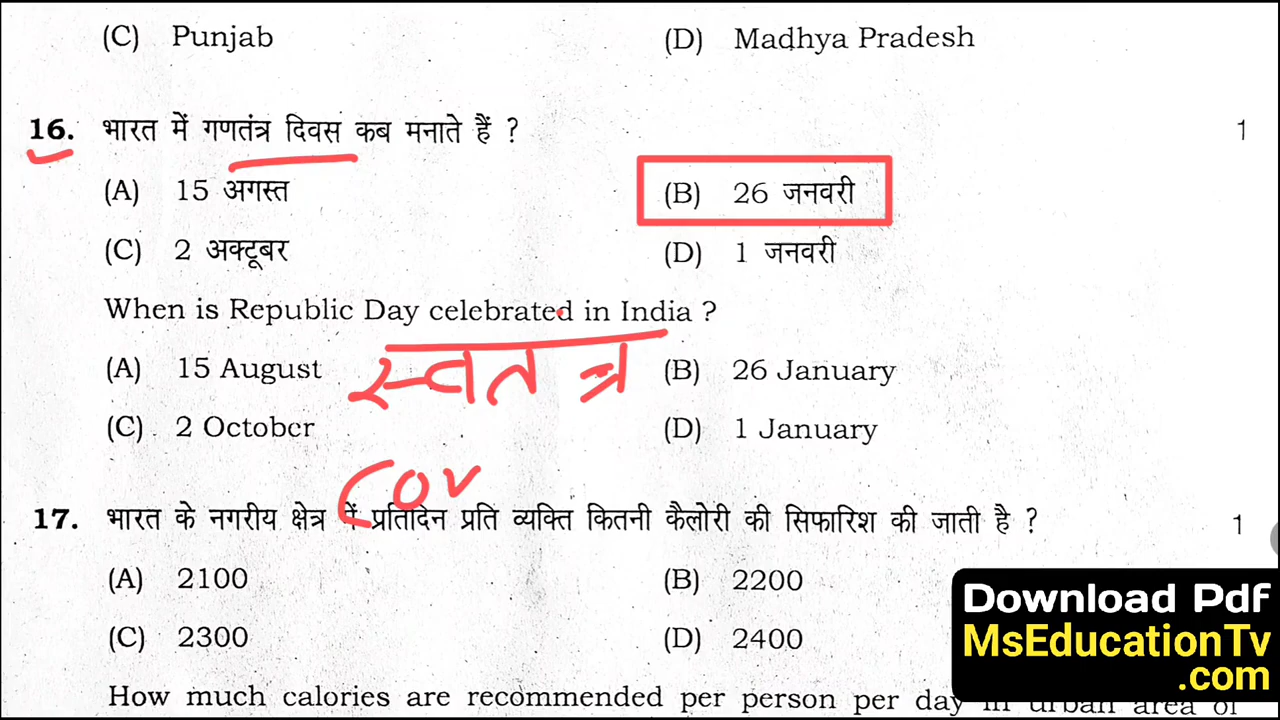 (C) Punjab (D) Madhya Pradesh
16. भारत में गणतंत्र दिवस कब मनाते हैं ? 1
(A) 15 अगस्त (B) 26 जनवरी
(C) 2 अक्टूबर (D) 1 जनवरी
When is Republic Day celebrated in India ?
(A) 15 August (B) 26 January
स्वतंत्र
(C) 2 October (D) 1 January
cov
17. भारत के नगरीय क्षेत्र में प्रतिदिन प्रति व्यक्ति कितनी कैलोरी की सिफारिश की जाती है ? 1
(A) 2100 (B) 2200
(C) 2300 (D) 2400
How much calories are recommended per person per day in urban area of
Download Pdf
MsEducationTv
.com